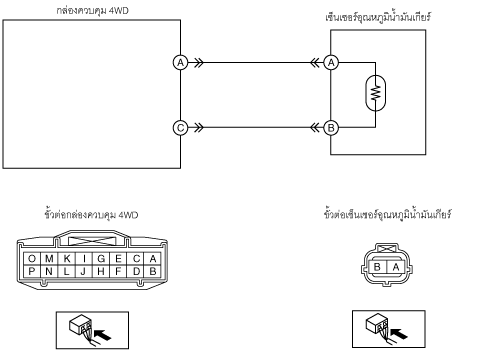 กล่องควบคุม 4WD
เซ็นเซอร์อุณหภูมิน้ำมันเกียร์
A A
C B
ขั้วต่อกล่องควบคุม 4WD
ขั้วต่อเซ็นเซอร์อุณหภูมิน้ำมันเกียร์
O M K I G E C A
P N L J H F D B
B A